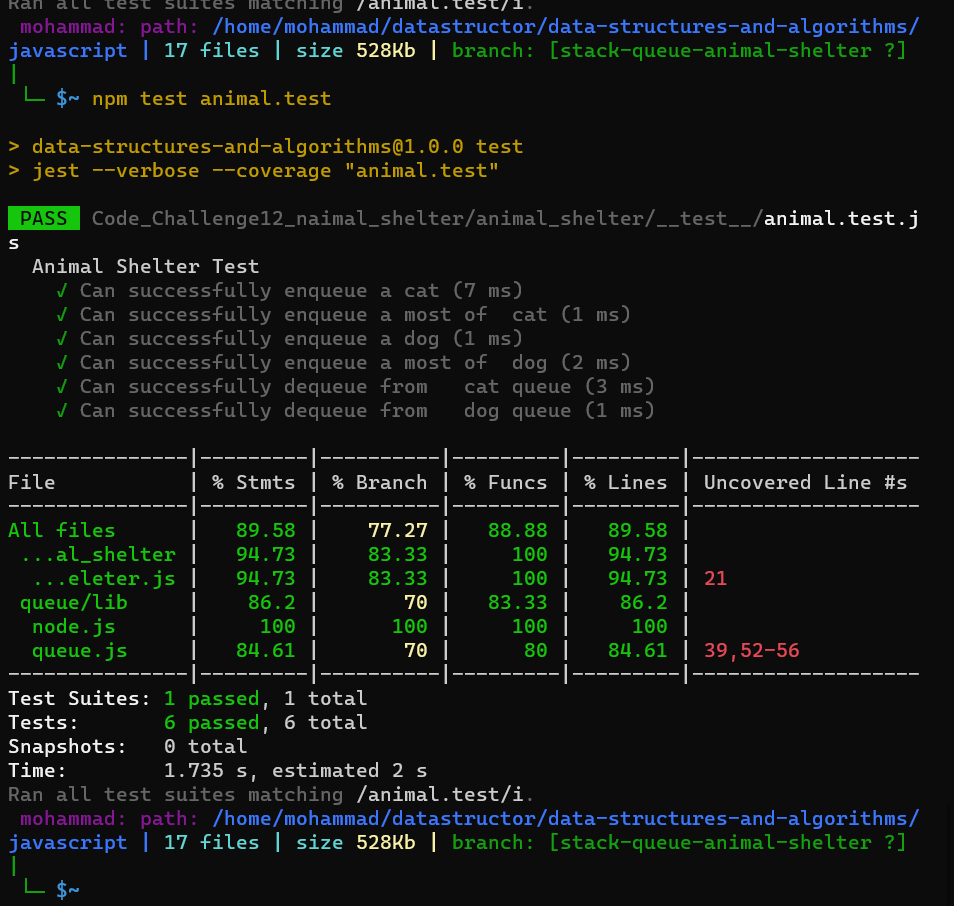 Ran all test suites matching /animal.test/i.
mohammad: path: /home/mohammad/datastructor/data-structures-and-algorithms/
javascript | 17 files | size 528Kb | branch: [stack-queue-animal-shelter ?]
|
└─ $~ npm test animal.test
> data-structures-and-algorithms@1.0.0 test
> jest --verbose --coverage "animal.test"
PASS Code_Challenge12_naimal_shelter/animal_shelter/__test__/animal.test.j
s
Animal Shelter Test
√ Can successfully enqueue a cat (7 ms)
√ Can successfully enqueue a most of  cat (1 ms)
√ Can successfully enqueue a dog (1 ms)
√ Can successfully enqueue a most of  dog (2 ms)
√ Can successfully dequeue from   cat queue (3 ms)
√ Can successfully dequeue from   dog queue (1 ms)
---------------|---------|----------|---------|---------|-------------------
File           | % Stmts | % Branch | % Funcs | % Lines | Uncovered Line #s
---------------|---------|----------|---------|---------|-------------------
All files      |   89.58 |    77.27 |   88.88 |   89.58 |
 ...al_shelter |   94.73 |    83.33 |     100 |   94.73 |
  ...eleter.js |   94.73 |    83.33 |     100 |   94.73 | 21
 queue/lib     |    86.2 |       70 |   83.33 |    86.2 |
  node.js      |     100 |      100 |     100 |     100 |
  queue.js     |   84.61 |       70 |      80 |   84.61 | 39,52-56
---------------|---------|----------|---------|---------|-------------------
Test Suites: 1 passed, 1 total
Tests:       6 passed, 6 total
Snapshots:   0 total
Time:        1.735 s, estimated 2 s
Ran all test suites matching /animal.test/i.
mohammad: path: /home/mohammad/datastructor/data-structures-and-algorithms/
javascript | 17 files | size 528Kb | branch: [stack-queue-animal-shelter ?]
|
└─ $~